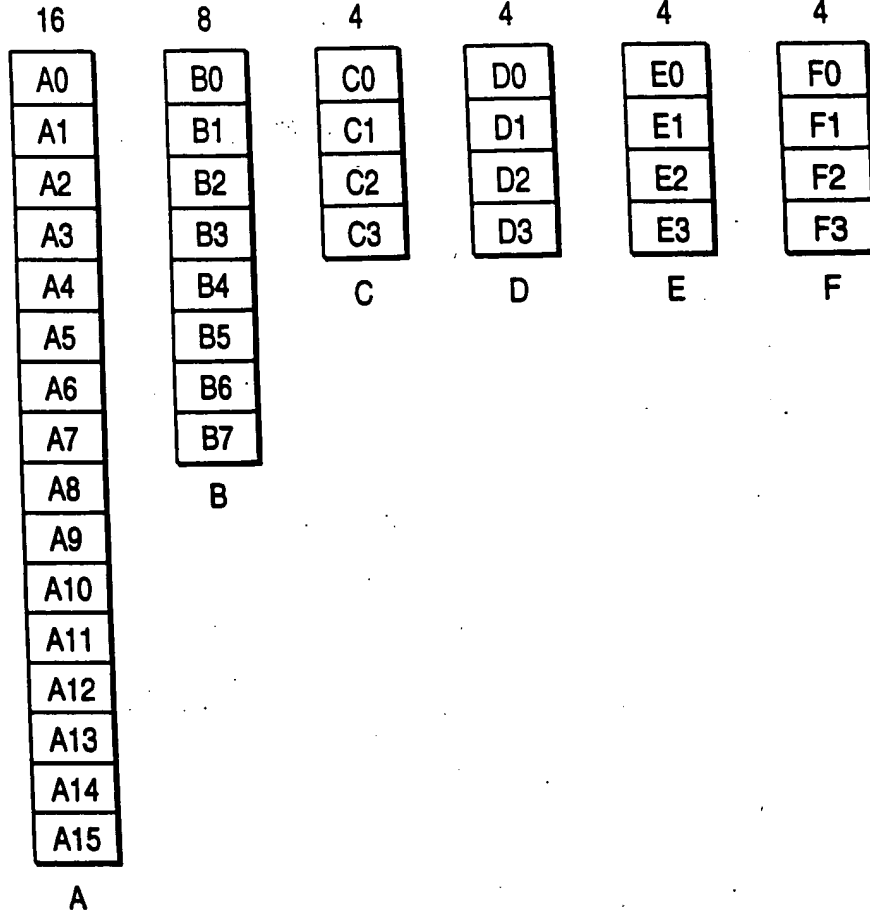 16 8 4 4 4 4
A0 B0 C0 D0 E0 F0
A1 B1 C1 D1 E1 F1
A2 B2 C2 D2 E2 F2
A3 B3 C3 D3 E3 F3
A4 B4 C D E F
A5 B5
A6 B6
A7 B7
A8 B
A9
A10
A11
A12
A13
A14
A15
A